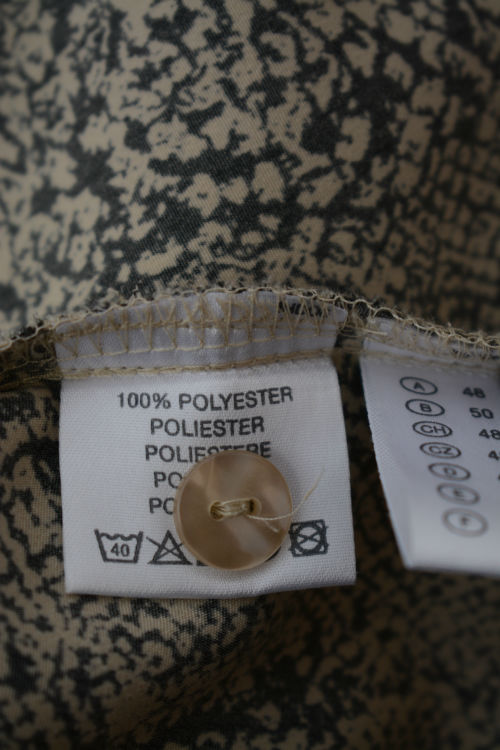 100% POLYESTER
POLIESTER
POLIESTERE
40
A 48
B 50
CH 48
CZ
D
E
F